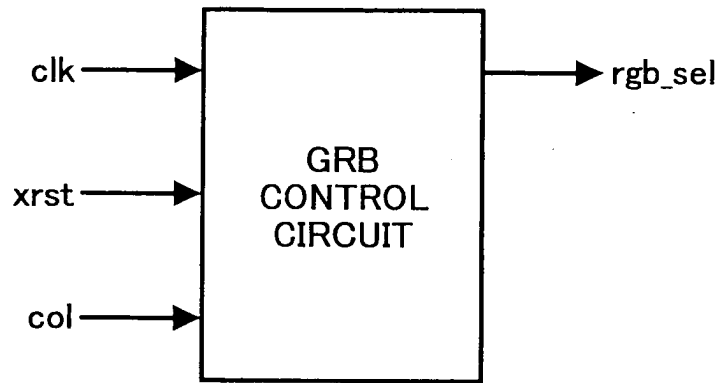 clk
rgb_sel
GRB
CONTROL
CIRCUIT
xrst
col